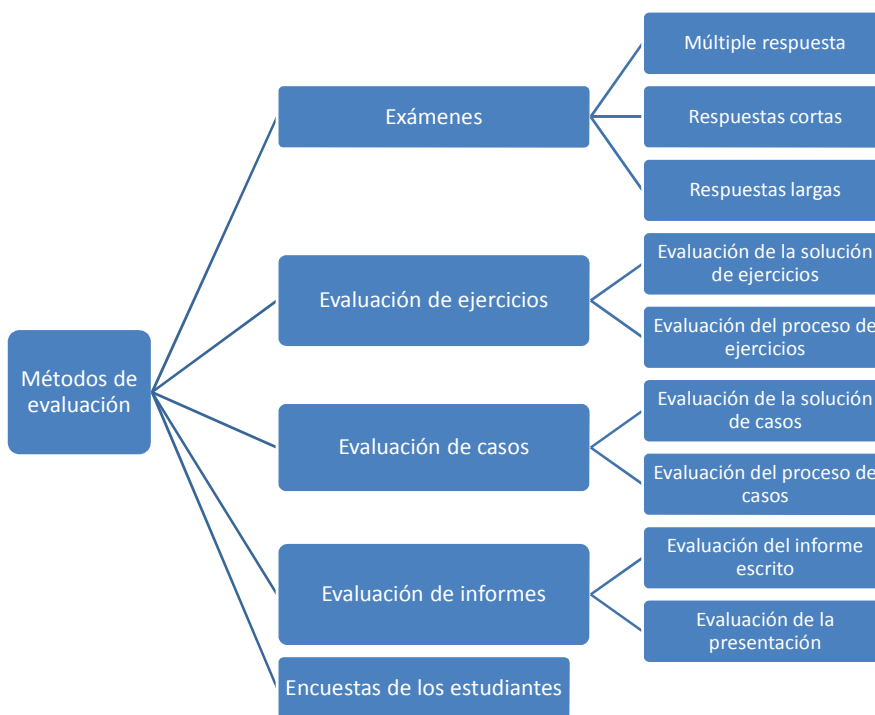 Métodos de
evaluación
Exámenes
Múltiple respuesta
Respuestas cortas
Respuestas largas
Evaluación de ejercicios
Evaluación de la solución
de ejercicios
Evaluación del proceso de
ejercicios
Evaluación de casos
Evaluación de la solución
de casos
Evaluación del proceso de
casos
Evaluación de informes
Evaluación del informe
escrito
Evaluación de la
presentación
Encuestas de los estudiantes